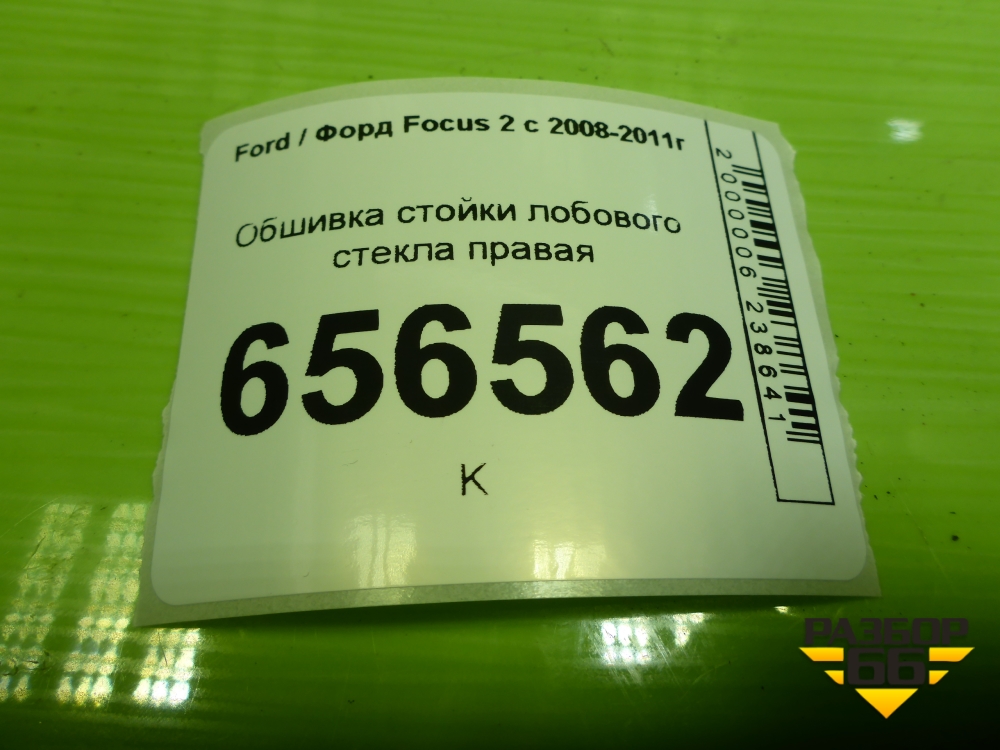 Ford / Форд Focus 2 с 2008-2011г
Обшивка стойки лобового
стекла правая
656562
К
2000006238641
РАЗБОР
66